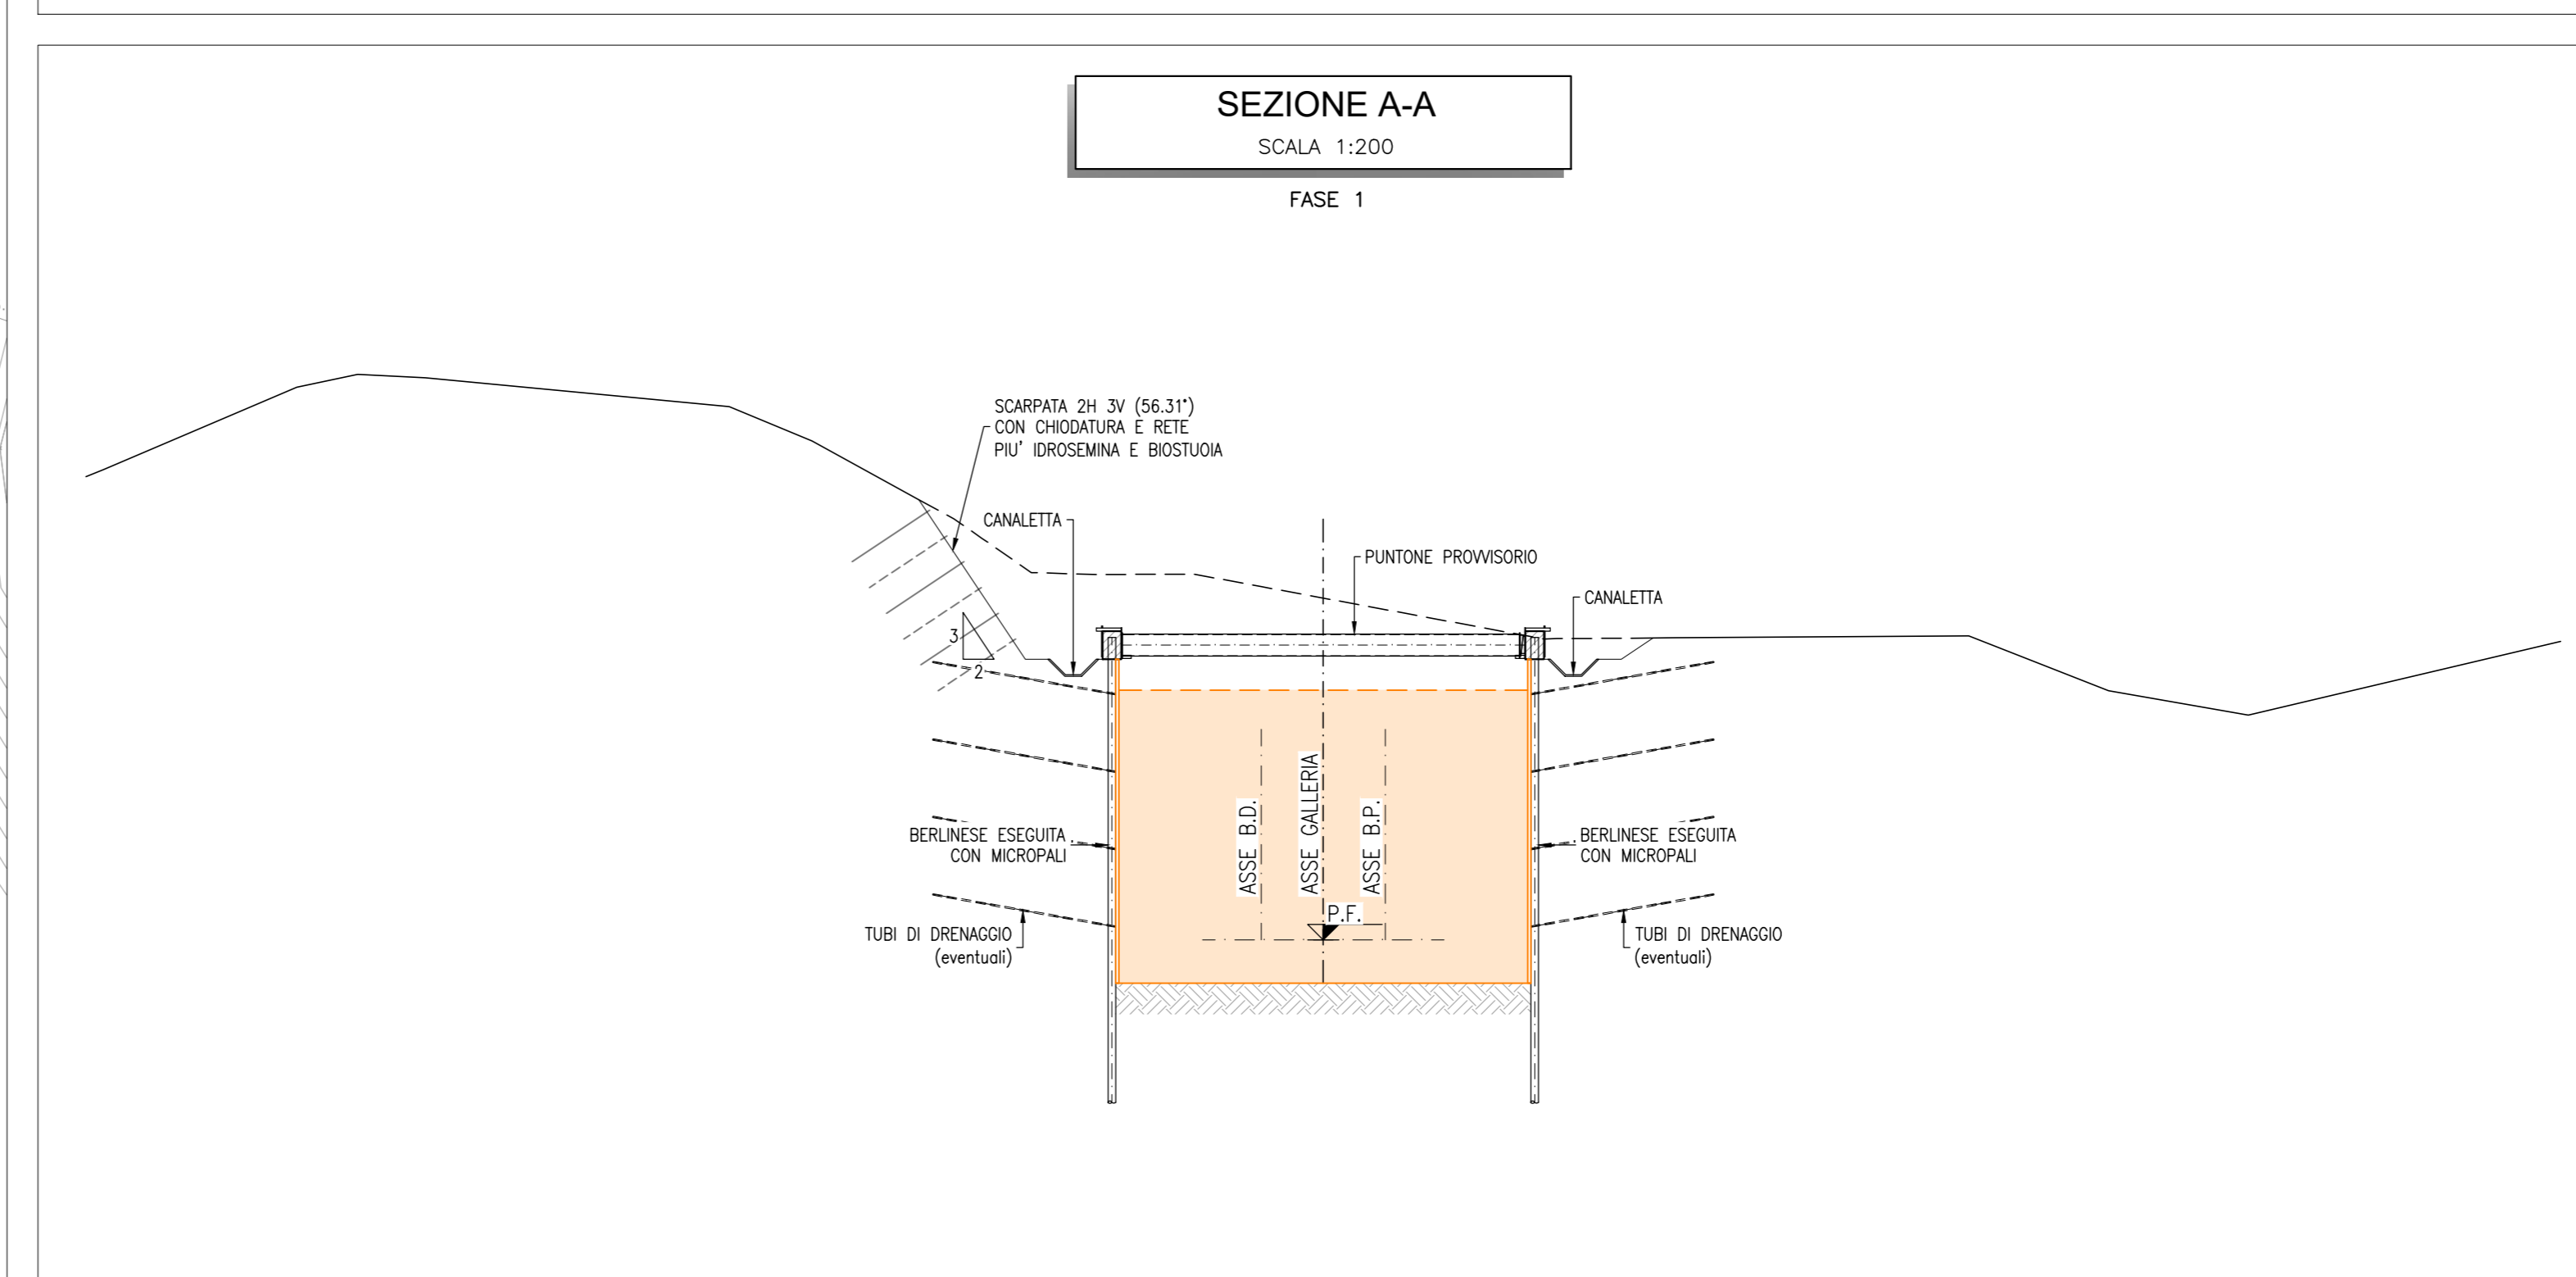 SEZIONE A-A
SCALA 1:200
FASE 1
SCARPATA 2H 3V (56.31°)
CON CHIODATURA E RETE
PIU' IDROSEMINA E BIOSTUOIA
CANALETTA
PUNTONE PROVVISORIO
CANALETTA
3
2
ASSE B.D.
ASSE GALLERIA
ASSE B.P.
BERLINESE ESEGUITA
CON MICROPALI
BERLINESE ESEGUITA
CON MICROPALI
P.F.
TUBI DI DRENAGGIO
(eventuali)
TUBI DI DRENAGGIO
(eventuali)